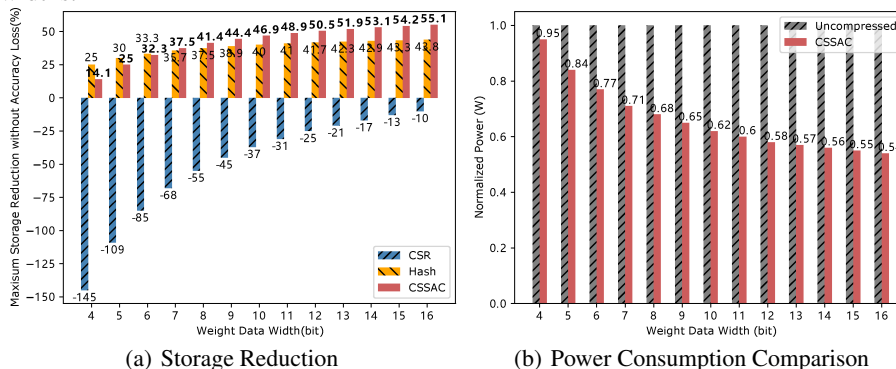 50
25
0
−25
−50
−75
−100
−125
−150
Maxisum Storage Reduction without Accuracy Loss(%)
25 30 33.3 35.7 37.5 38.9 40 41 41.7 42.3 42.9 43.3 43.8
14.1 25 32.3 37.5 41.4 44.4 46.9 48.9 50.5 51.9 53.1 54.2 55.1
-145 -109 -85 -68 -55 -45 -37 -31 -25 -21 -17 -13 -10
CSR
Hash
CSSAC
4 5 6 7 8 9 10 11 12 13 14 15 16
Weight Data Width(bit)
(a) Storage Reduction
1.0
0.8
0.6
0.4
0.2
0.0
Normalized Power (W)
Uncompressed
CSSAC
0.95 0.84 0.77 0.71 0.68 0.65 0.62 0.6 0.58 0.57 0.56 0.55
4 5 6 7 8 9 10 11 12 13 14 15 16
Weight Data Width (bit)
(b) Power Consumption Comparison